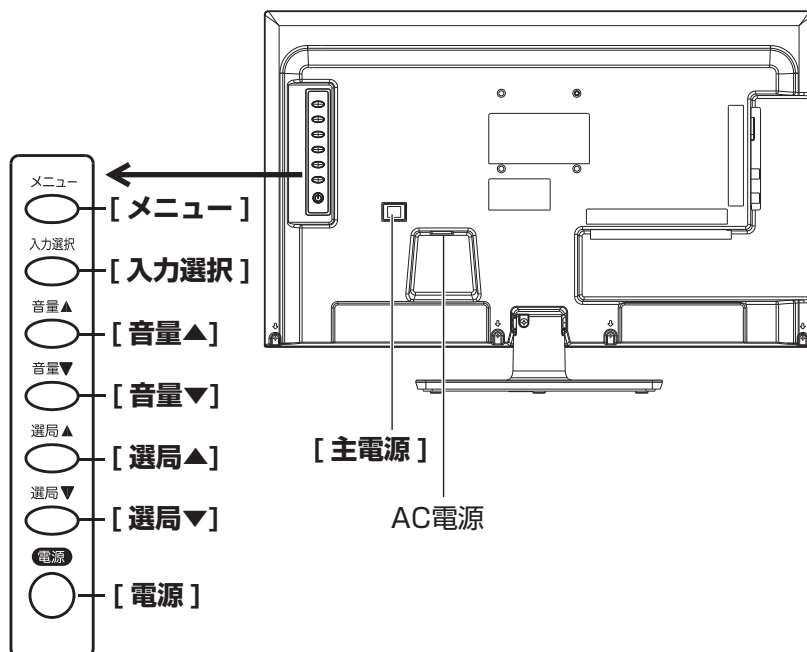 メニュー
[ メニュー ]
入力選択
[ 入力選択 ]
音量▲
[ 音量▲]
音量▼
[ 音量▼]
選局▲
[ 選局▲]
選局▼
[ 選局▼]
電源
[ 電源 ]
[ 主電源 ]
AC電源